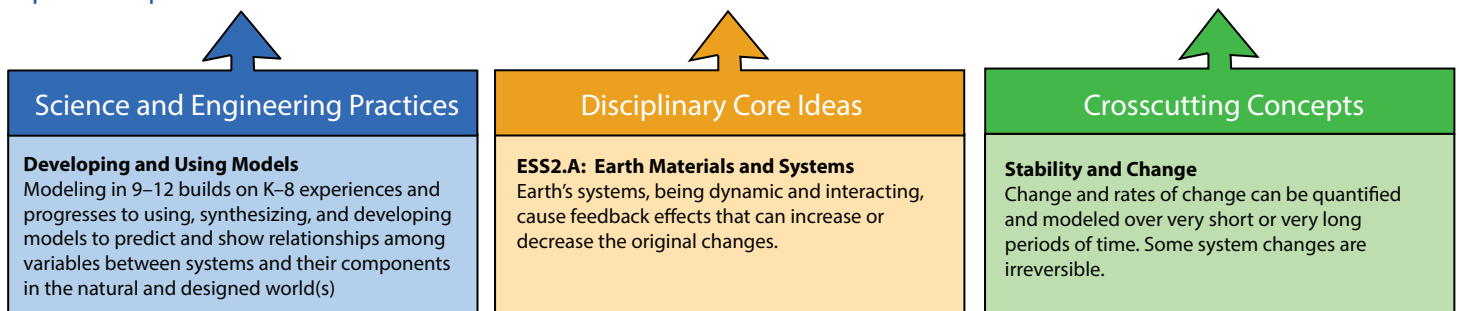 Science and Engineering Practices
Developing and Using Models
Modeling in 9–12 builds on K–8 experiences and
progresses to using, synthesizing, and developing
models to predict and show relationships among
variables between systems and their components
in the natural and designed world(s)
Disciplinary Core Ideas
ESS2.A: Earth Materials and Systems
Earth’s systems, being dynamic and interacting,
cause feedback effects that can increase or
decrease the original changes.
Crosscutting Concepts
Stability and Change
Change and rates of change can be quantified
and modeled over very short or very long
periods of time. Some system changes are
irreversible.